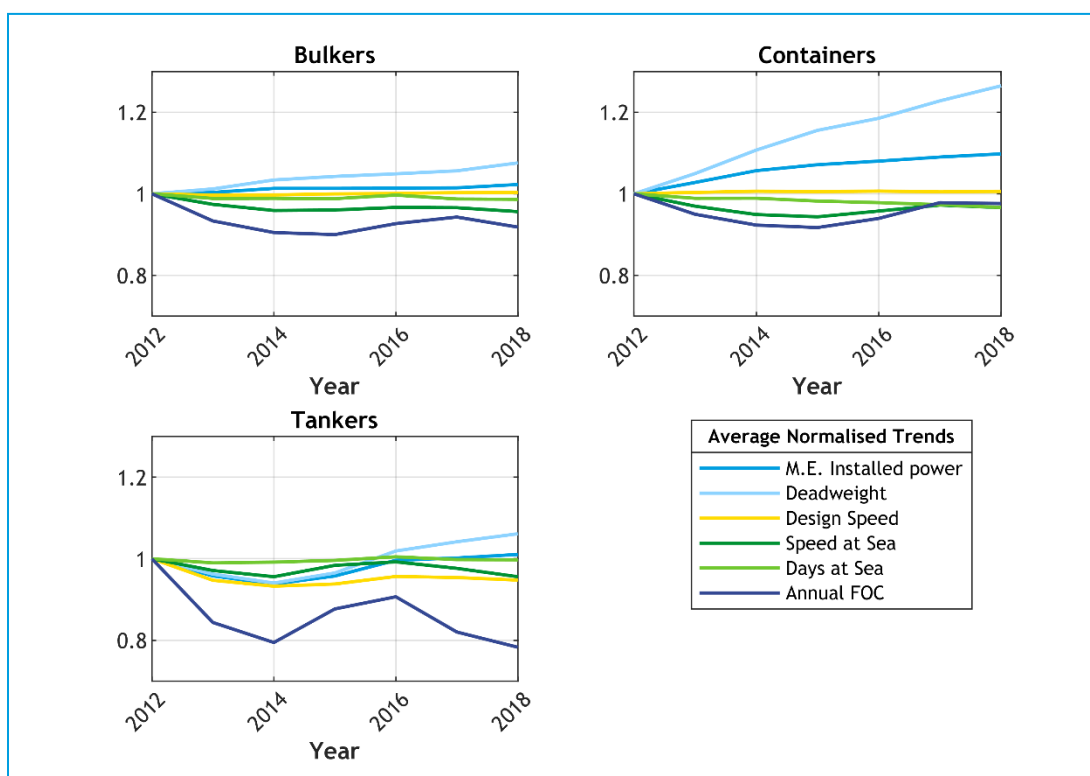 Bulkers
1.2
1
0.8
2012
2014
2016
2018
Year
Containers
1.2
1
0.8
2012
2014
2016
2018
Year
Tankers
1.2
1
0.8
2012
2014
2016
2018
Year
Average Normalised Trends
M.E. Installed power
Deadweight
Design Speed
Speed at Sea
Days at Sea
Annual FOC